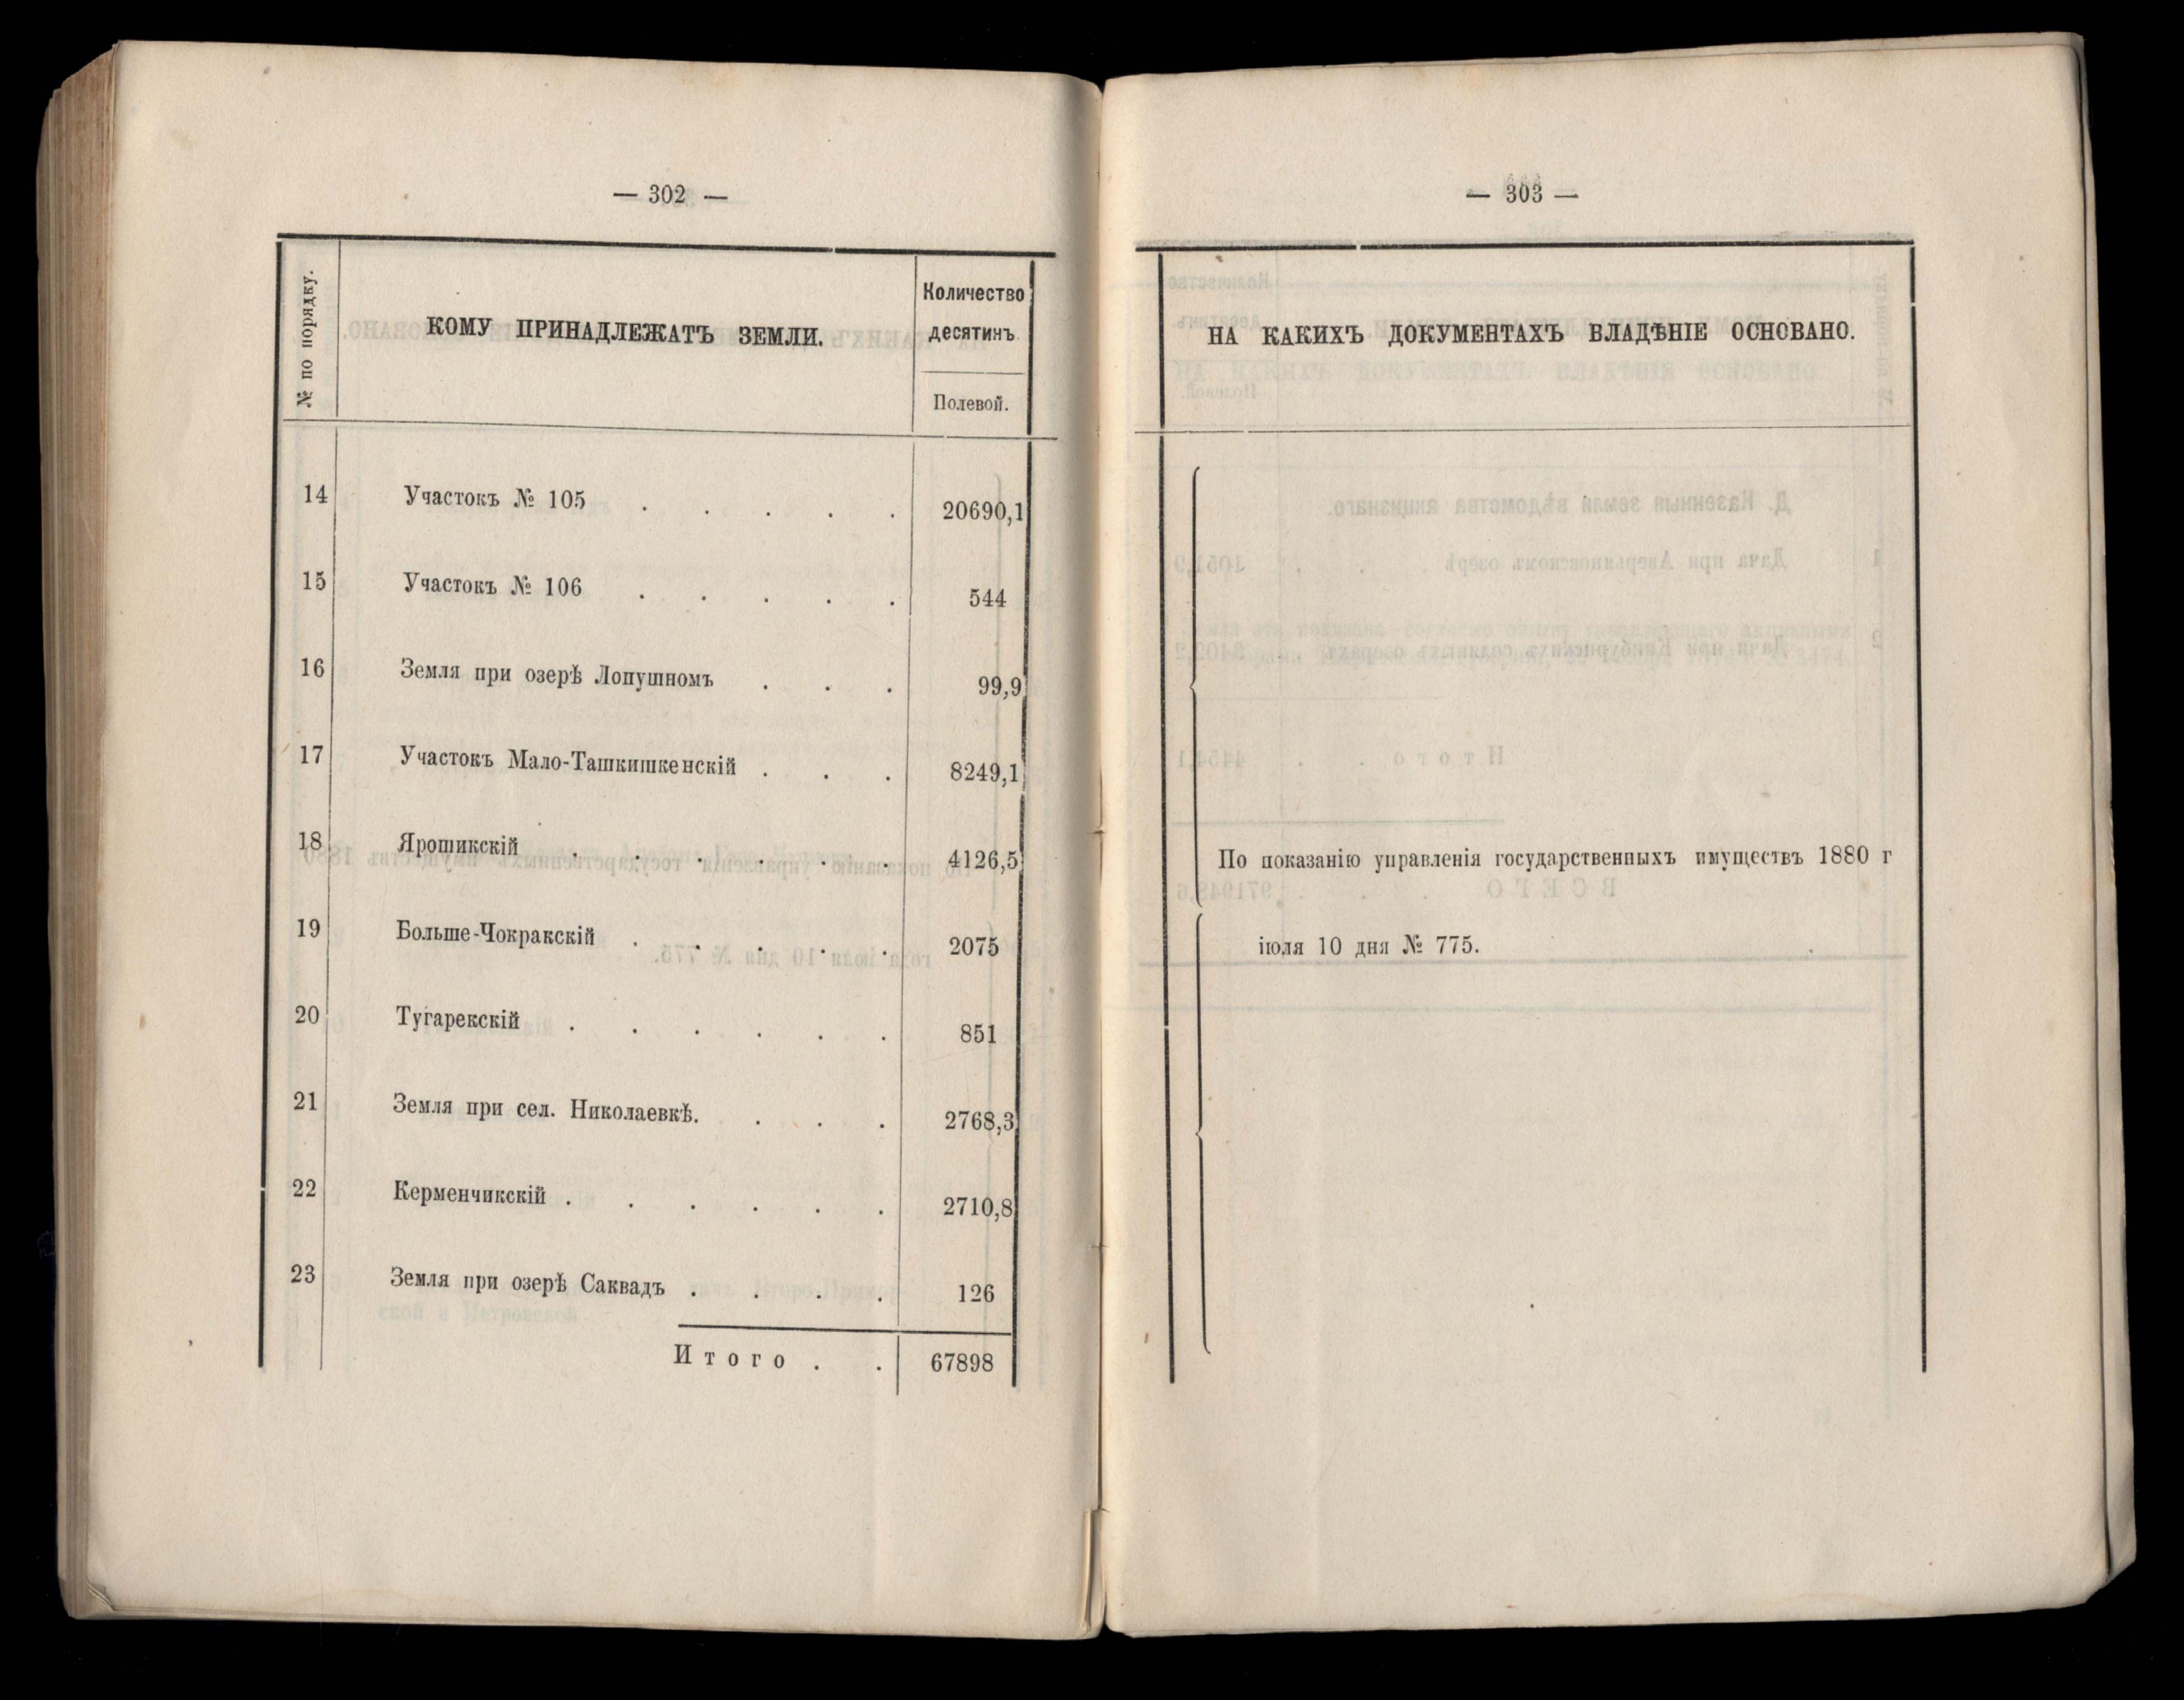 — 302 —
№ по порядку.
КОМУ ПРИНАДЛЕЖАТЪ ЗЕМЛИ.
Количество
десятинъ
Полевой.
14 Участокъ № 105 . . . . . 20690,1
15 Участокъ № 106 . . . . . 544
16 Земля при озерѣ Лопушномъ . . . 99,9
17 Участокъ Мало-Ташкишкенскій . . . 8249,1
18 Ярошикскій . . . . . . 4126,5
19 Больше-Чокракскій . . . . . 2075
20 Тугарекскій . . . . . . 851
21 Земля при сел. Николаевкѣ. . . . 2768,3
22 Керменчикскій . . . . . . 2710,8
23 Земля при озерѣ Саквадъ . . . . 126
Итого . . 67898
— 303 —
НА КАКИХЪ ДОКУМЕНТАХЪ ВЛАДѢНІЕ ОСНОВАНО.
По показанію управленія государственныхъ имуществъ 1880 г
іюля 10 дня № 775.